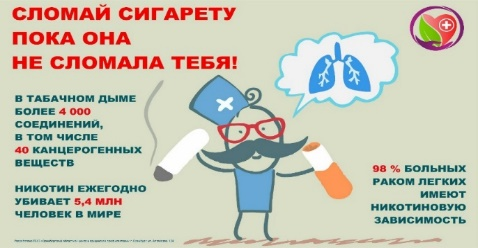 СЛОМАЙ СИГАРЕТУ
ПОКА ОНА
НЕ СЛОМАЛА ТЕБЯ!
В ТАБАЧНОМ ДЫМЕ
БОЛЕЕ 4 000
СОЕДИНЕНИЙ,
В ТОМ ЧИСЛЕ
40 КАНЦЕРОГЕННЫХ
ВЕЩЕСТВ
НИКОТИН ЕЖЕГОДНО
УБИВАЕТ 5,4 МЛН
ЧЕЛОВЕК В МИРЕ
98 % БОЛЬНЫХ
РАКОМ ЛЕГКИХ
ИМЕЮТ
НИКОТИНОВУЮ
ЗАВИСИМОСТЬ